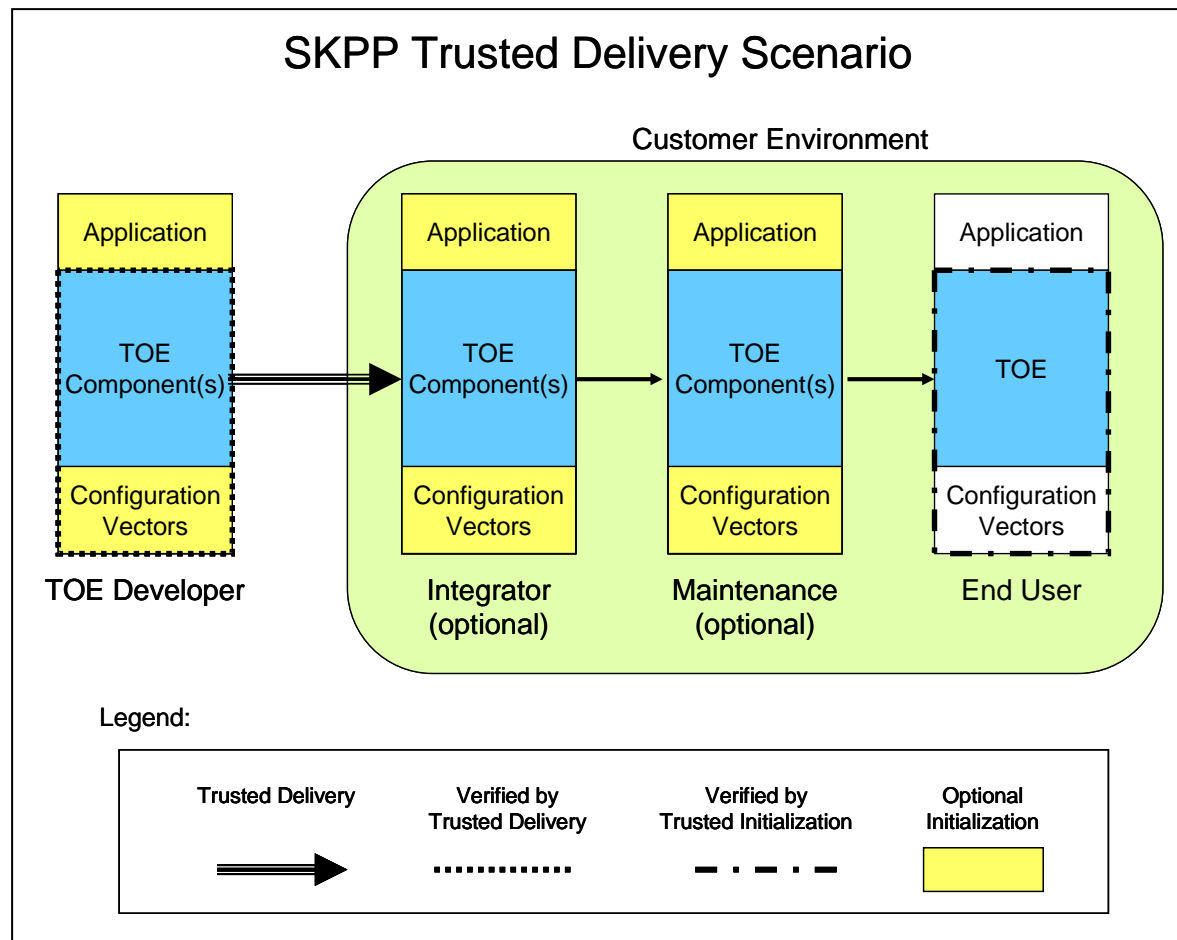 SKPP Trusted Delivery Scenario
Customer Environment
Application
TOE
Component(s)
Configuration
Vectors
TOE Developer
Application
TOE
Component(s)
Configuration
Vectors
Integrator
(optional)
Application
TOE
Component(s)
Configuration
Vectors
Maintenance
(optional)
Application
TOE
Configuration
Vectors
End User
Legend:
Trusted Delivery
Verified by
Trusted Delivery
Verified by
Trusted Initialization
Optional
Initialization